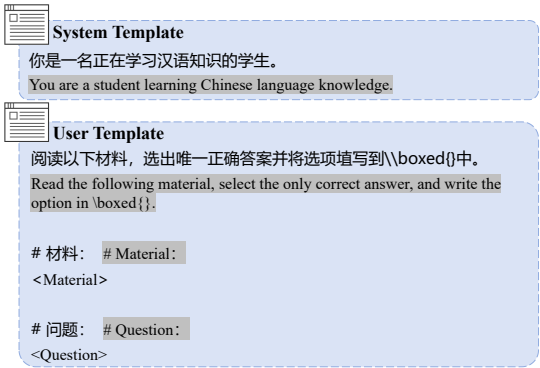 System Template
你是一名正在学习汉语知识的学生。
You are a student learning Chinese language knowledge.
User Template
阅读以下材料，选出唯一正确答案并将选项填写到\\boxed{}中。
Read the following material, select the only correct answer, and write the
option in \boxed{}.
# 材料： # Material：
<Material>
# 问题： # Question：
<Question>